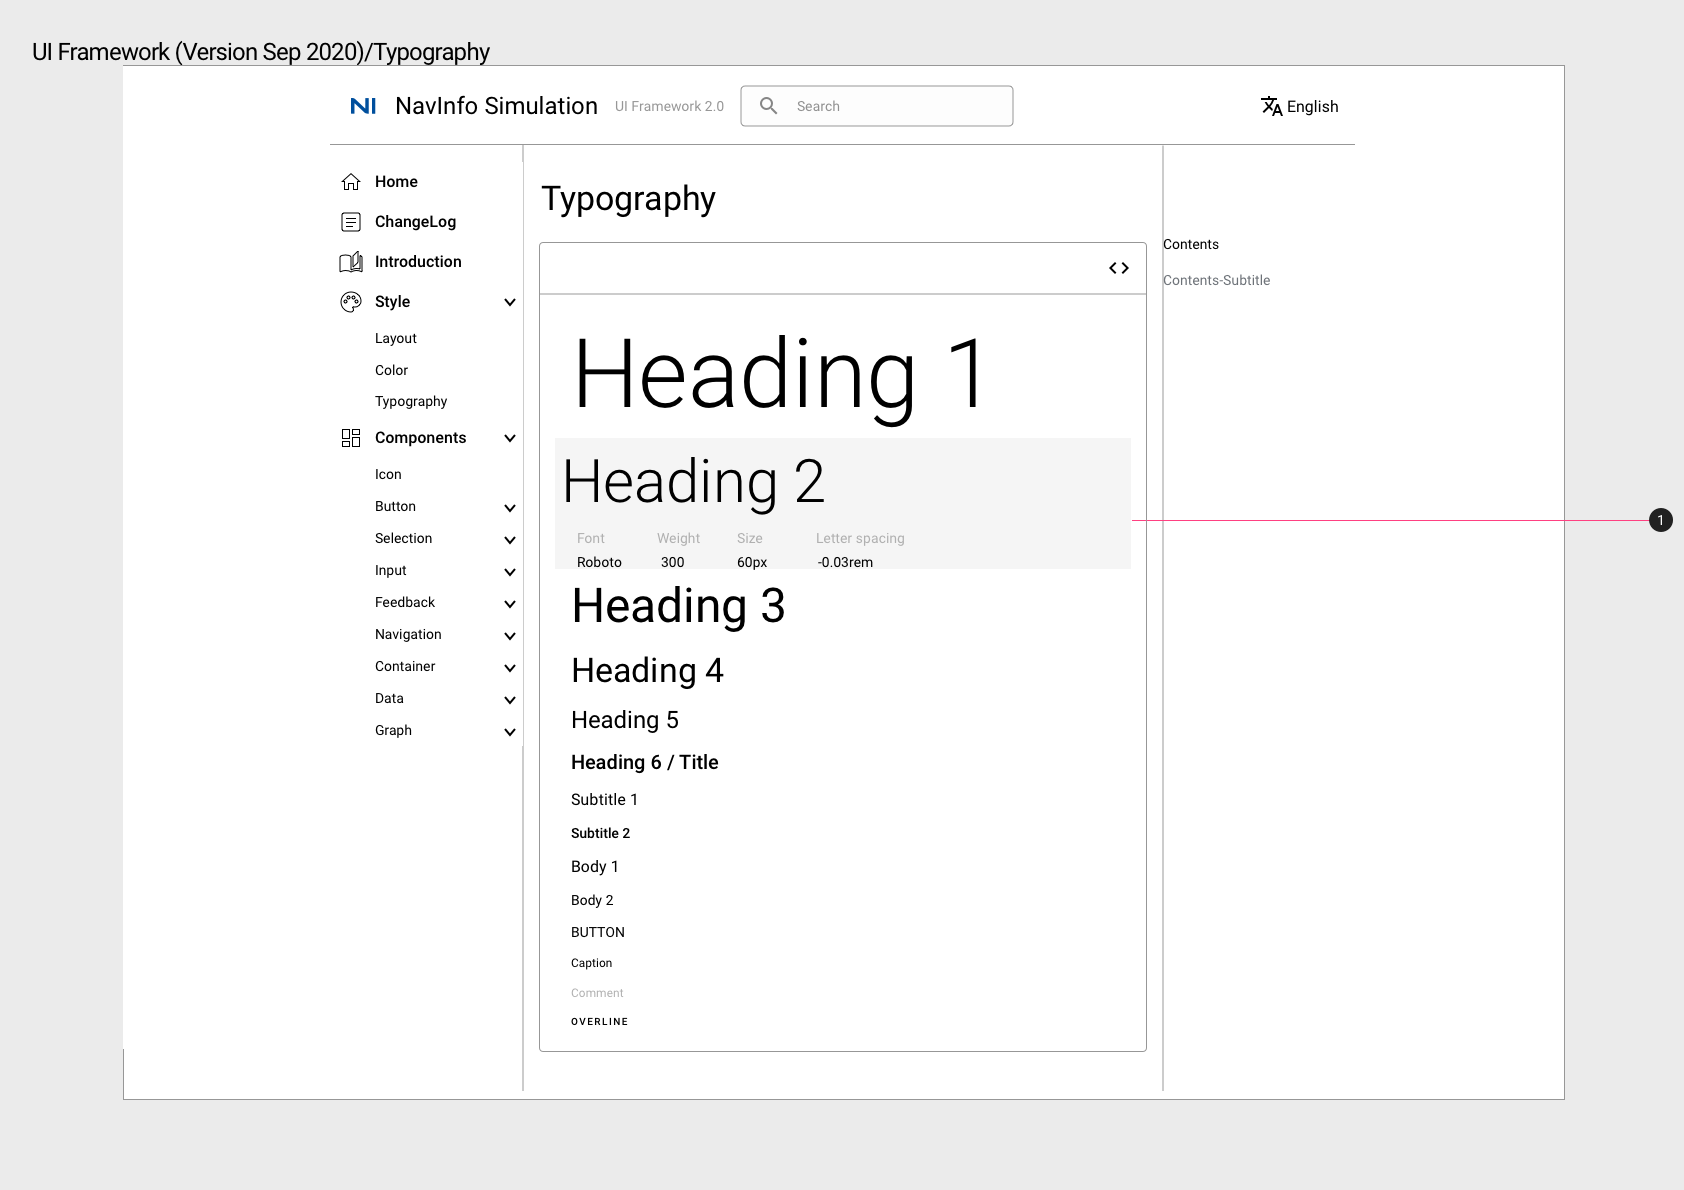 UI Framework (Version Sep 2020)/Typography
NI NavInfo Simulation UI Framework 2.0 Search English
Home
ChangeLog
Introduction
Style
Layout
Color
Typography
Components
Icon
Button
Selection
Input
Feedback
Navigation
Container
Data
Graph
Typography
Heading 1
Heading 2
Font Weight Size Letter spacing
Roboto 300 60px -0.03rem
Heading 3
Heading 4
Heading 5
Heading 6 / Title
Subtitle 1
Subtitle 2
Body 1
Body 2
BUTTON
Caption
Comment
OVERLINE
Contents
Contents-Subtitle
1